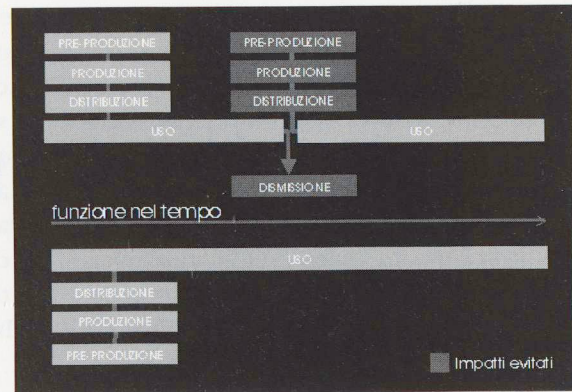 PRE-PRODUZIONE PRE-PRODUZIONE
PRODUZIONE PRODUZIONE
DISTRIBUZIONE DISTRIBUZIONE
USO USO
DISMISSIONE
funzione nel tempo
USO
DISTRIBUZIONE
PRODUZIONE
PRE-PRODUZIONE
Impatti evitati